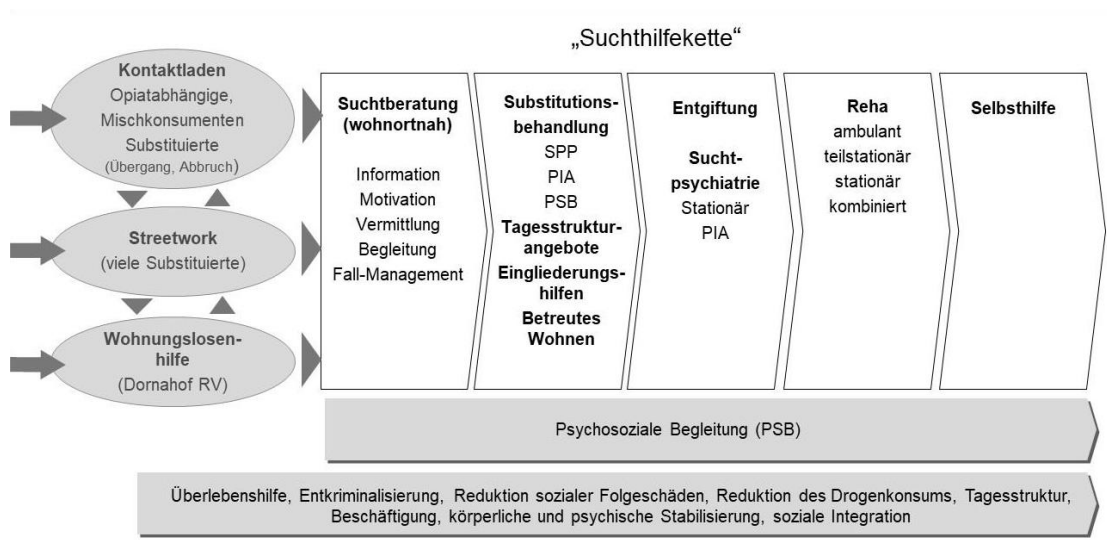 „Suchthilfekette“
Kontaktladen
Opiatabhängige,
Mischkonsumenten
Substituierte
(Übergang, Abbruch)
Streetwork
(viele Substituierte)
Wohnungslosen-
hilfe
(Dornahof RV)
Suchtberatung
(wohnortnah)
Information
Motivation
Vermittlung
Begleitung
Fall-Management
Substitutions-
behandlung
SPP
PIA
PSB
Tagesstruktur-
angebote
Eingliederungs-
hilfen
Betreutes
Wohnen
Entgiftung
Sucht-
psychiatrie
Stationär
PIA
Reha
ambulant
teilstationär
stationär
kombiniert
Selbsthilfe
Psychosoziale Begleitung (PSB)
Überlebenshilfe, Entkriminalisierung, Reduktion sozialer Folgeschäden, Reduktion des Drogenkonsums, Tagesstruktur,
Beschäftigung, körperliche und psychische Stabilisierung, soziale Integration